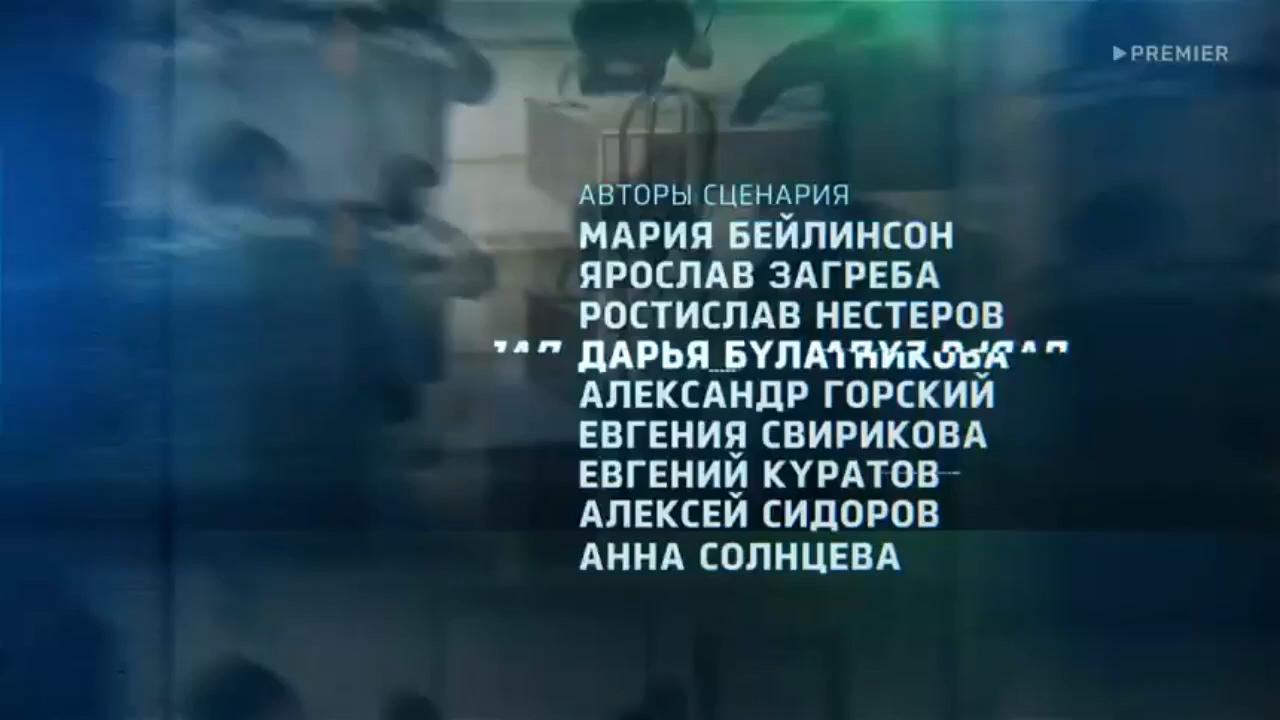 PREMIER
АВТОРЫ СЦЕНАРИЯ
МАРИЯ БЕЙЛИНСОН
ЯРОСЛАВ ЗАГРЕБА
РОСТИСЛАВ НЕСТЕРОВ
ДАРЬЯ
АЛЕКСАНДР ГОРСКИЙ
ЕВГЕНИЯ СВИРИКОВА
ЕВГЕНИЙ КУРАТОВ
АЛЕКСЕЙ СИДОРОВ
АННА СОЛНЦЕВА